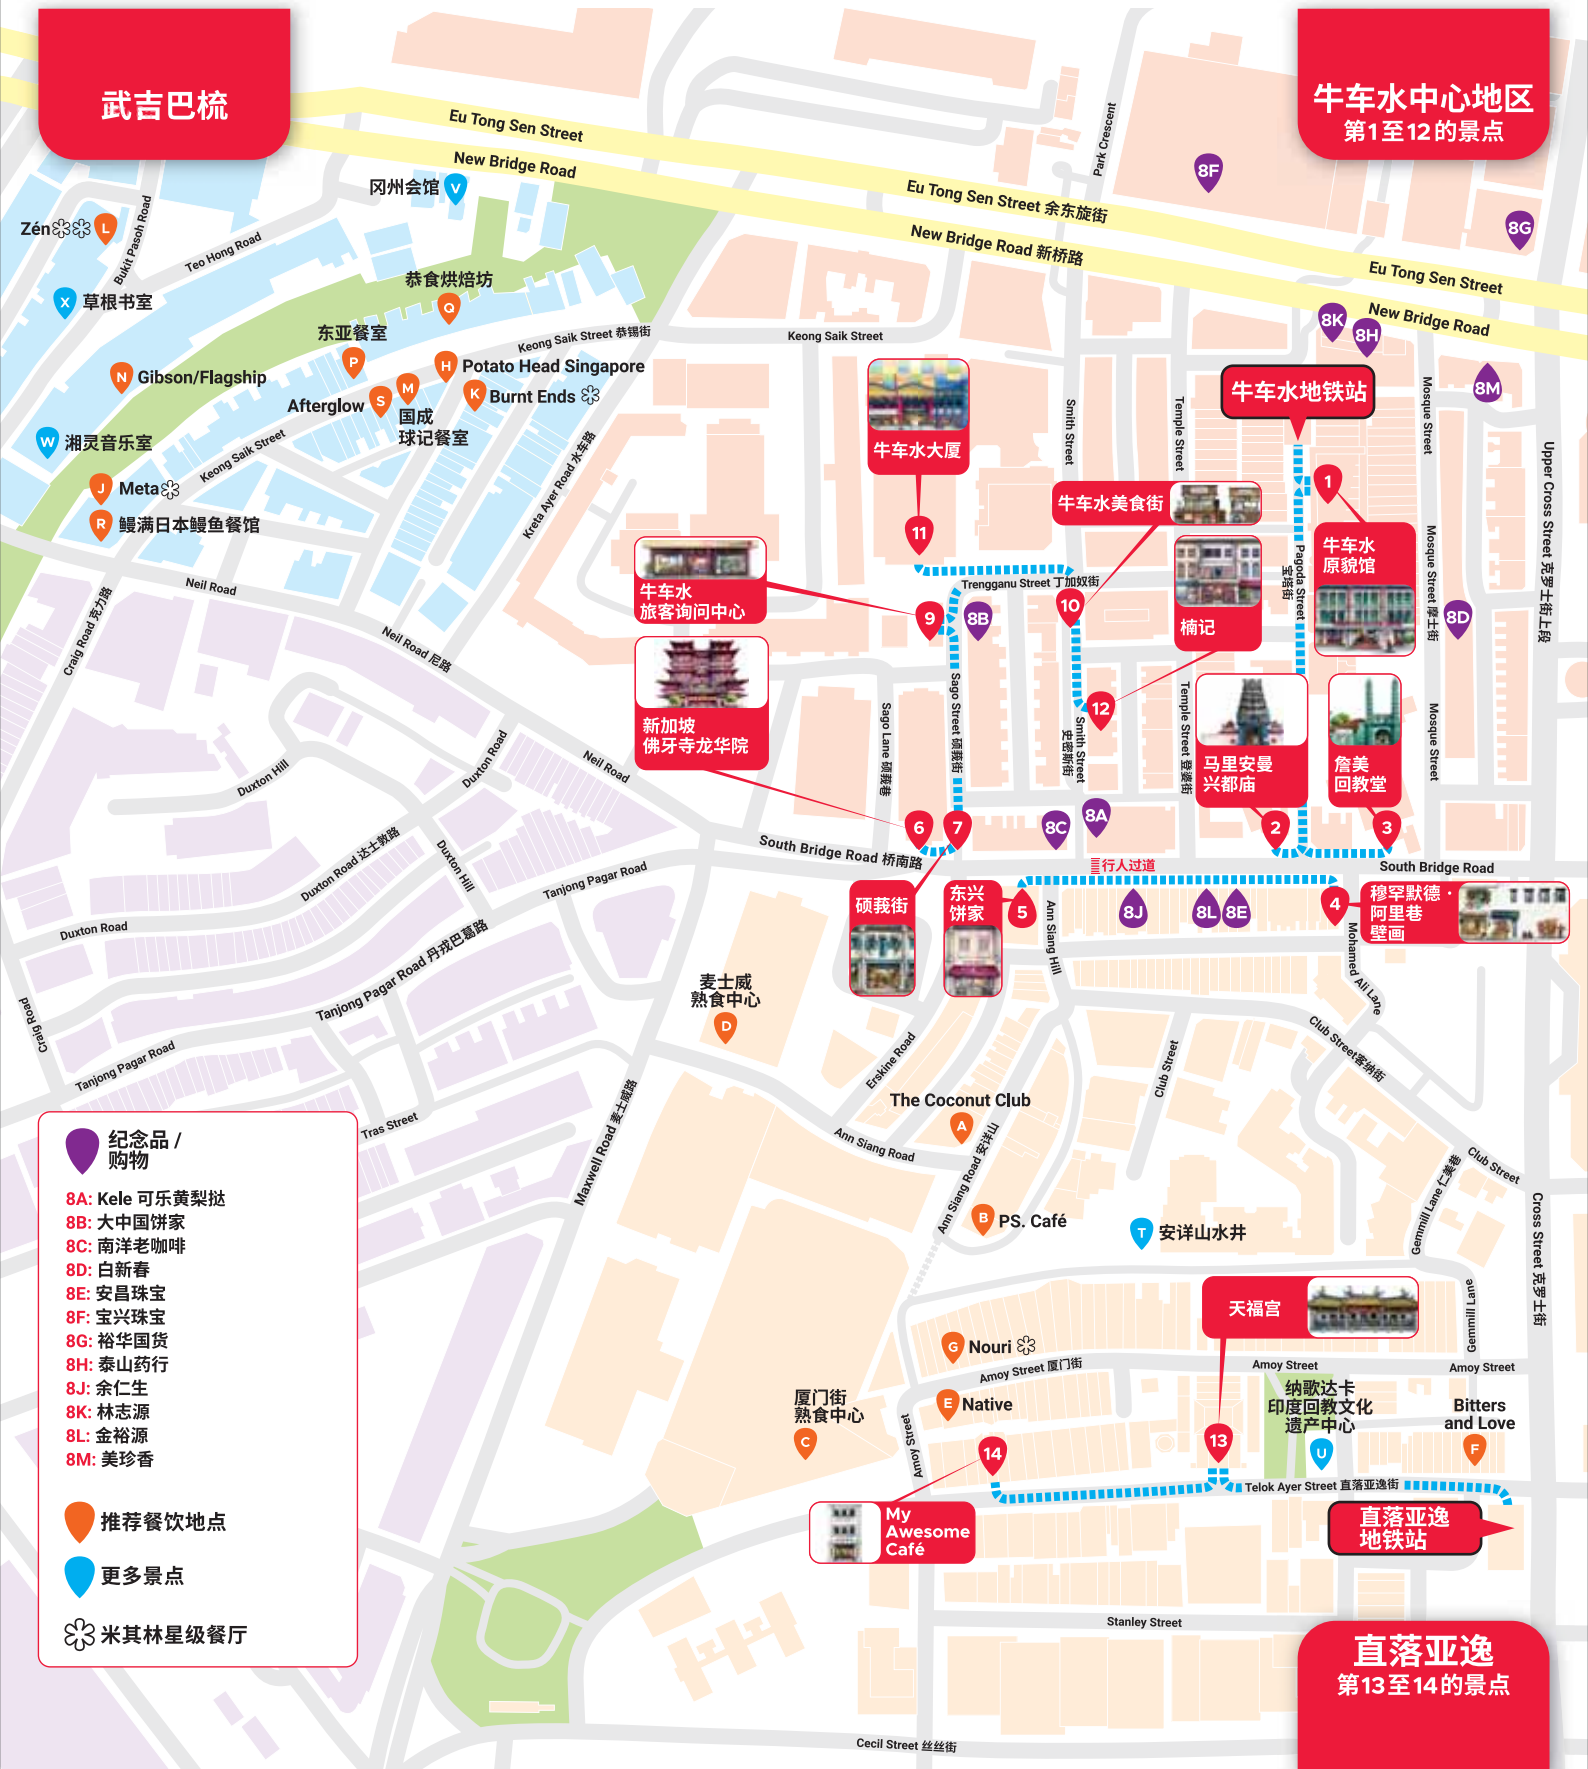 武吉巴梳
牛车水中心地区
第1至12的景点
Eu Tong Sen Street
New Bridge Road
Eu Tong Sen Street 余东旋街
New Bridge Road 新桥路
Eu Tong Sen Street
New Bridge Road
Park Crescent
8F
8G
8K
8H
8M
冈州会馆
V
Zén
L
Bukit Pasoh Road
Teo Hong Road
X
草根书室
恭食烘焙坊
Q
东亚餐室
P
Keong Saik Street 恭锡街
Keong Saik Street
N
Gibson/Flagship
H
Potato Head Singapore
Afterglow
S
M
国成
球记餐室
K
Burnt Ends
W
湘灵音乐室
Keong Saik Street
J
Meta
R
鳗满日本鳗鱼餐馆
Kreta Ayer Road 水车路
牛车水大厦
11
牛车水地铁站
Smith Street
Temple Street
Mosque Street
Upper Cross Street 克罗士街上段
牛车水美食街
1
牛车水
原貌馆
Pagoda Street
宝塔街
Mosque Street 摩士街
8D
楠记
牛车水
旅客询问中心
9
8B
Trengganu Street 丁加奴街
10
12
Neil Road
Craig Road 克力路
Neil Road 尼路
新加坡
佛牙寺龙华院
Sago Lane 硕莪巷
Sago Street 硕莪街
Smith Street
史密斯街
Temple Street 登婆街
Mosque Street
马里安曼
兴都庙
詹美
回教堂
Duxton Hill
Duxton Road
Neil Road
6
7
8C
8A
2
3
South Bridge Road 桥南路
行人过道
South Bridge Road
Duxton Road 达士敦路
Duxton Hill
Tanjong Pagar Road
硕莪街
东兴
饼家
5
Ann Siang Hill
8J
8L
8E
4
穆罕默德·
阿里巷
壁画
Mohamed Ali Lane
Duxton Road
Tanjong Pagar Road 丹戎巴葛路
Craig Road
Tanjong Pagar Road
麦士威
熟食中心
D
Erskine Road
Club Street
Club Street客纳街
The Coconut Club
A
Tras Street
Maxwell Road 麦士威路
Ann Siang Road
Ann Siang Road 安详山
Club Street
Gemmill Lane 仁美巷
B
PS. Café
T
安详山水井
Cross Street 克罗士街
纪念品 /
购物
8A: Kele 可乐黄梨挞
8B: 大中国饼家
8C: 南洋老咖啡
8D: 白新春
8E: 安昌珠宝
8F: 宝兴珠宝
8G: 裕华国货
8H: 泰山药行
8J: 余仁生
8K: 林志源
8L: 金裕源
8M: 美珍香
推荐餐饮地点
更多景点
米其林星级餐厅
天福宫
Gemmill Lane
G
Nouri
Amoy Street 厦门街
Amoy Street
Amoy Street
厦门街
熟食中心
C
E
Native
Amoy Street
纳歌达卡
印度回教文化
遗产中心
U
Bitters
and Love
F
14
13
Telok Ayer Street 直落亚逸街
My
Awesome
Café
直落亚逸
地铁站
Stanley Street
直落亚逸
第13至14的景点
Cecil Street 丝丝街